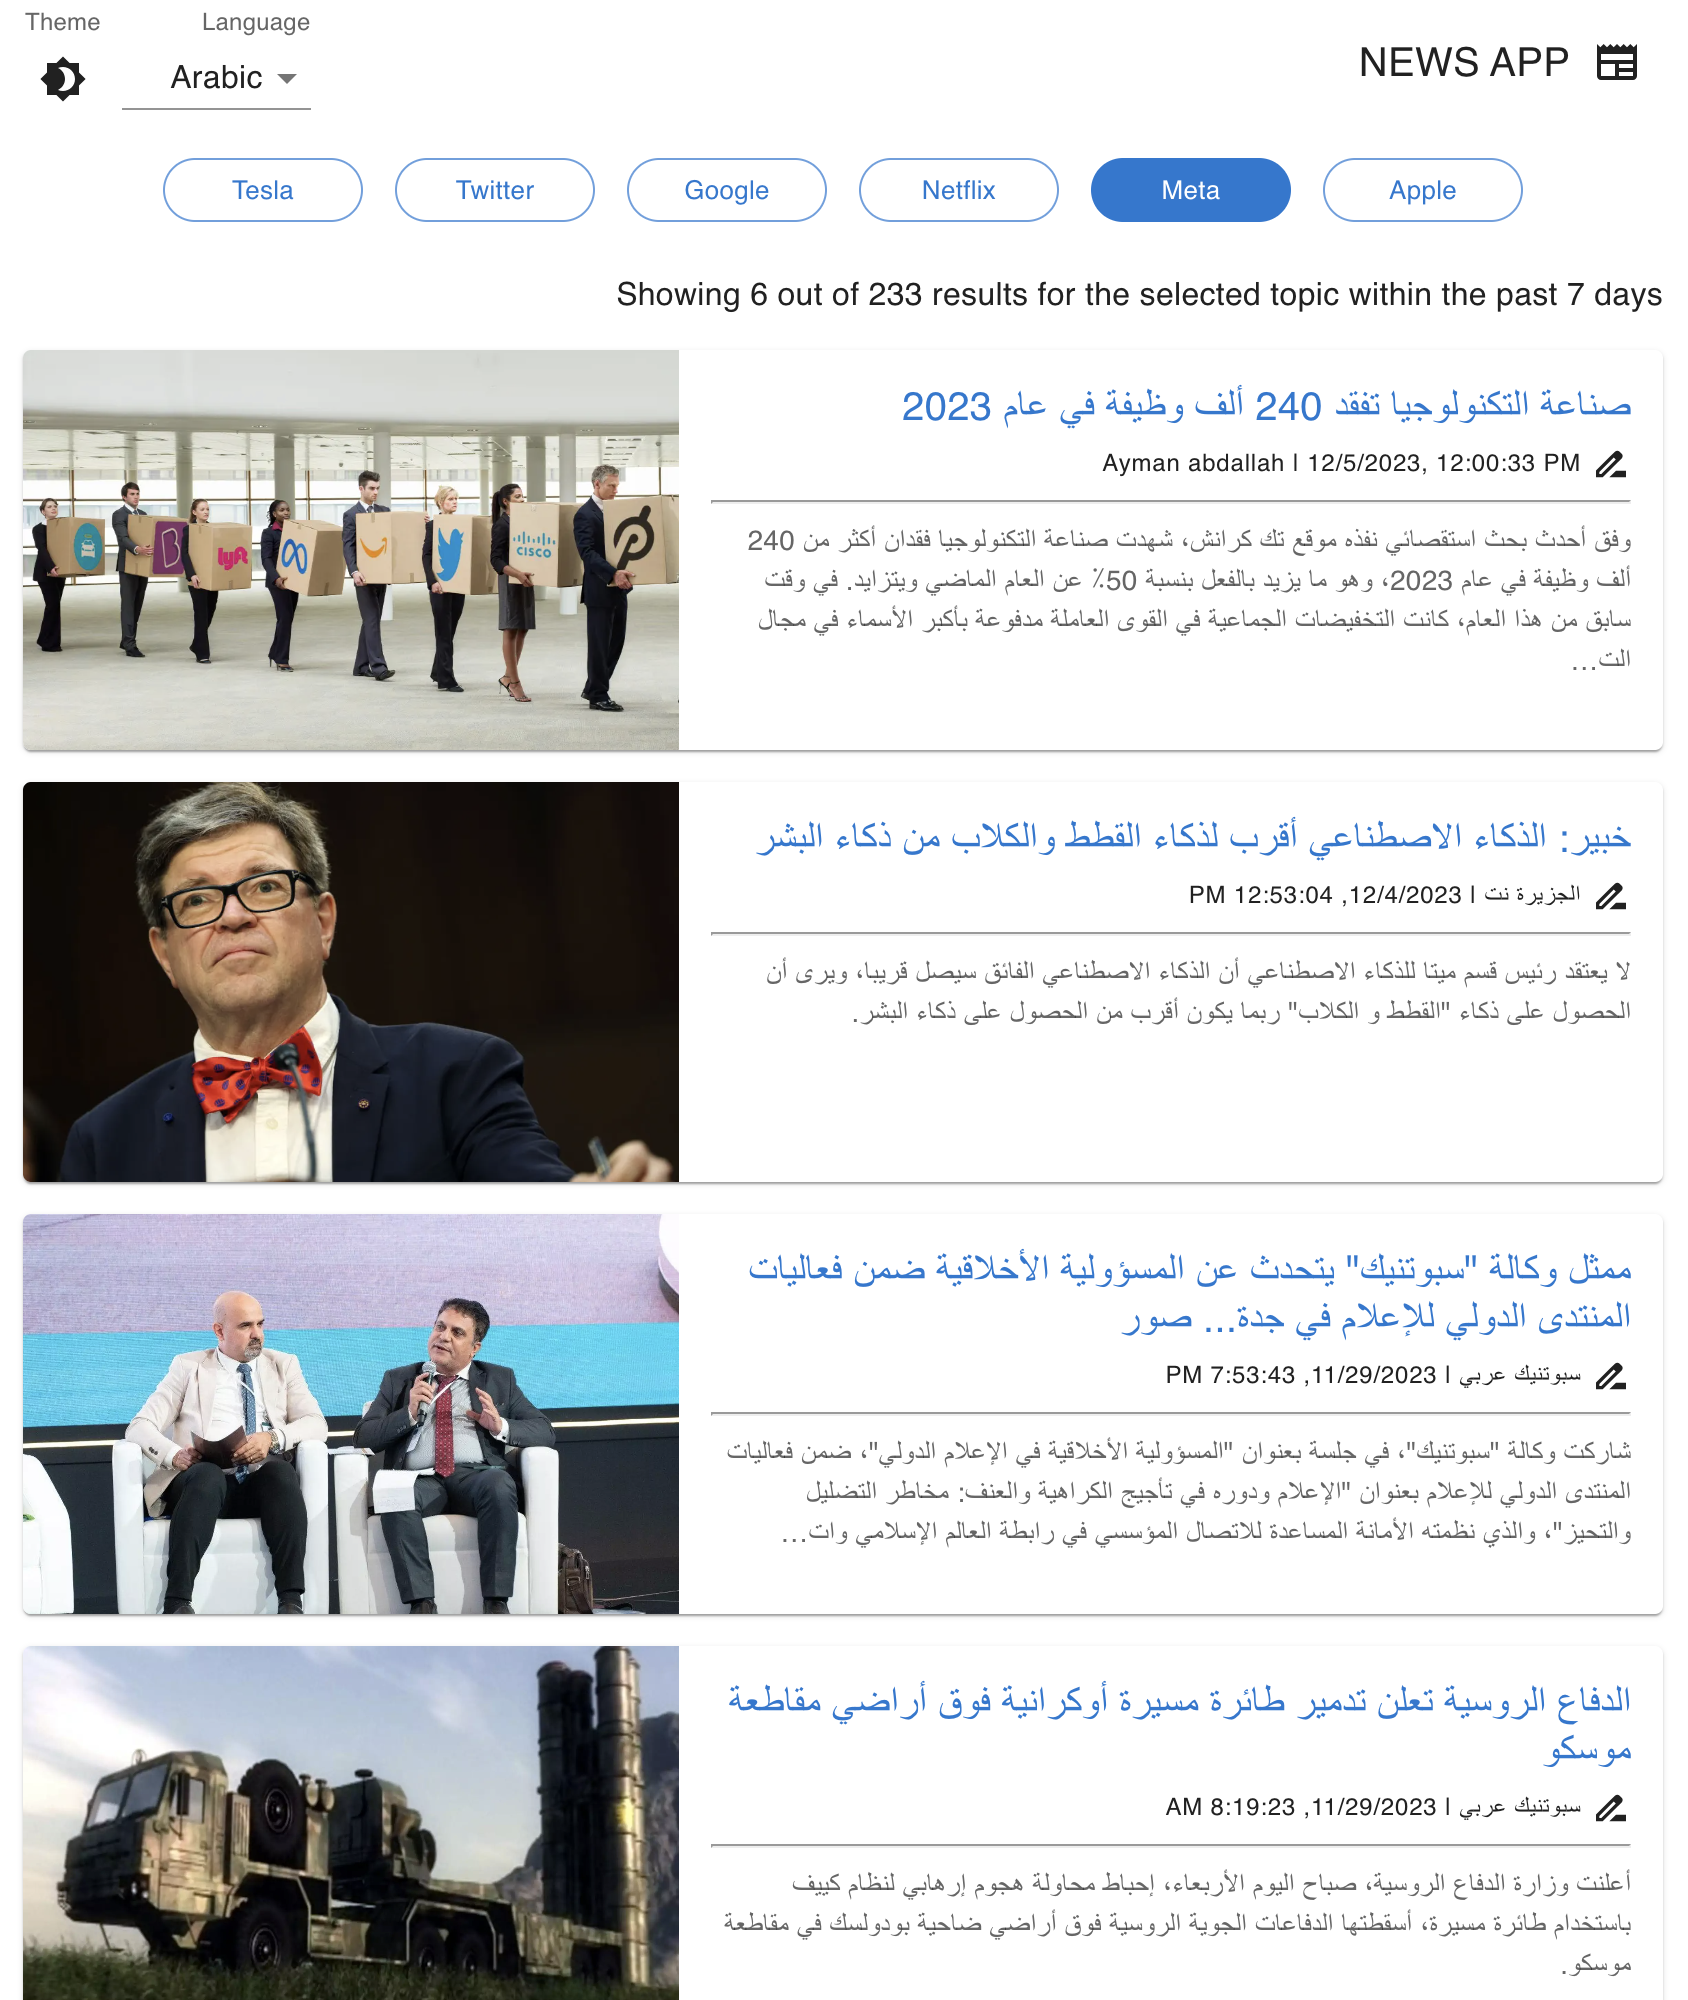 Theme
Language
Arabic
NEWS APP
Tesla
Twitter
Google
Netflix
Meta
Apple
Showing 6 out of 233 results for the selected topic within the past 7 days
صناعة التكنولوجيا تفقد 240 ألف وظيفة في عام 2023
Ayman abdallah | 12/5/2023, 12:00:33 PM
وفق أحدث بحث استقصائي نفذه موقع تك كرانش، شهدت صناعة التكنولوجيا فقدان أكثر من 240
ألف وظيفة في عام 2023، وهو ما يزيد بالفعل بنسبة 50٪ عن العام الماضي ويتزايد. في وقت
سابق من هذا العام، كانت التخفيضات الجماعية في القوى العاملة مدفوعة بأكبر الأسماء في مجال
الت...
lyft
CISCO
خبير: الذكاء الاصطناعي أقرب لذكاء القطط والكلاب من ذكاء البشر
الجزيرة نت | 12/4/2023, 12:53:04 PM
لا يعتقد رئيس قسم ميتا للذكاء الاصطناعي أن الذكاء الاصطناعي الفائق سيصل قريبا، ويرى أن
الحصول على ذكاء "القطط و الكلاب" ربما يكون أقرب من الحصول على ذكاء البشر.
ممثل وكالة "سبوتنيك" يتحدث عن المسؤولية الأخلاقية ضمن فعاليات
المنتدى الدولي للإعلام في جدة... صور
سبوتنيك عربي | 11/29/2023, 7:53:43 PM
شاركت وكالة "سبوتنيك"، في جلسة بعنوان "المسؤولية الأخلاقية في الإعلام الدولي"، ضمن فعاليات
المنتدى الدولي للإعلام بعنوان "الإعلام ودوره في تأجيج الكراهية والعنف: مخاطر التضليل
والتحيز"، والذي نظمته الأمانة المساعدة للاتصال المؤسسي في رابطة العالم الإسلامي وات...
الدفاع الروسية تعلن تدمير طائرة مسيرة أوكرانية فوق أراضي مقاطعة
موسكو
سبوتنيك عربي | 11/29/2023, 8:19:23 AM
أعلنت وزارة الدفاع الروسية، صباح اليوم الأربعاء، إحباط محاولة هجوم إرهابي لنظام كييف
باستخدام طائرة مسيرة، أسقطتها الدفاعات الجوية الروسية فوق أراضي ضاحية بودولسك في مقاطعة
موسكو.